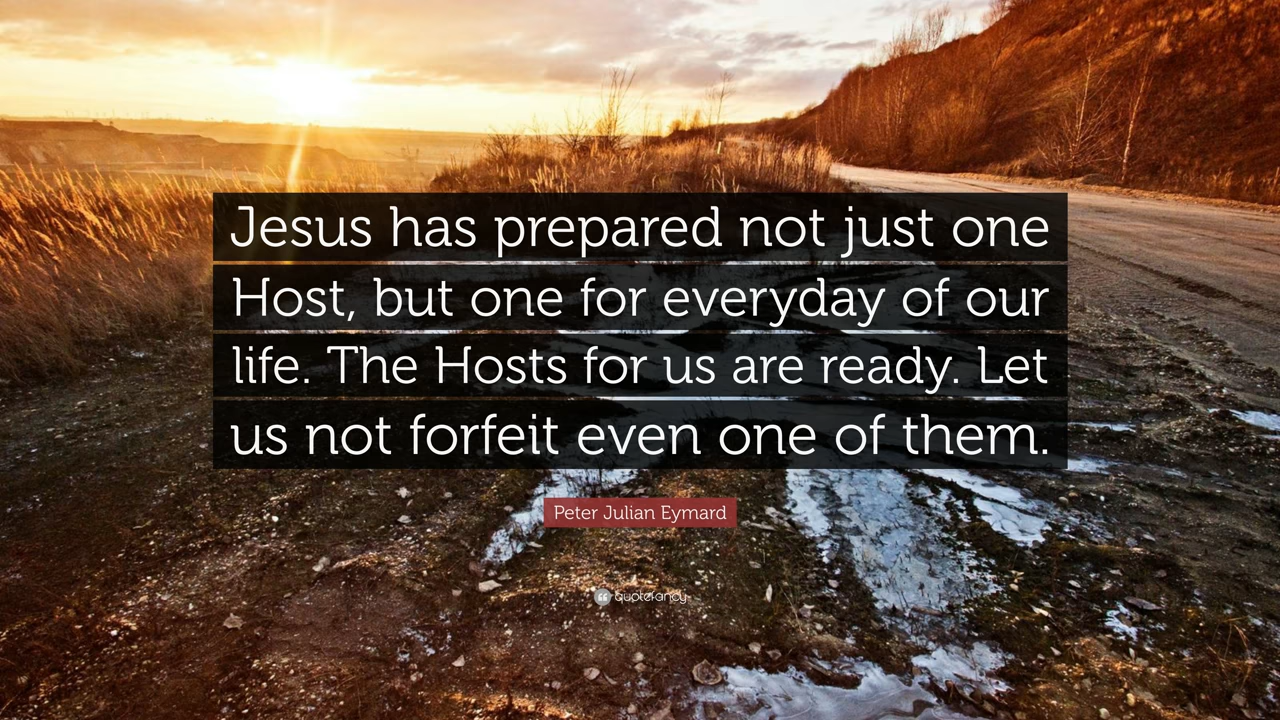 Jesus has prepared not just one
Host, but one for everyday of our
life. The Hosts for us are ready. Let
us not forfeit even one of them.
Peter Julian Eymard
quotefancy